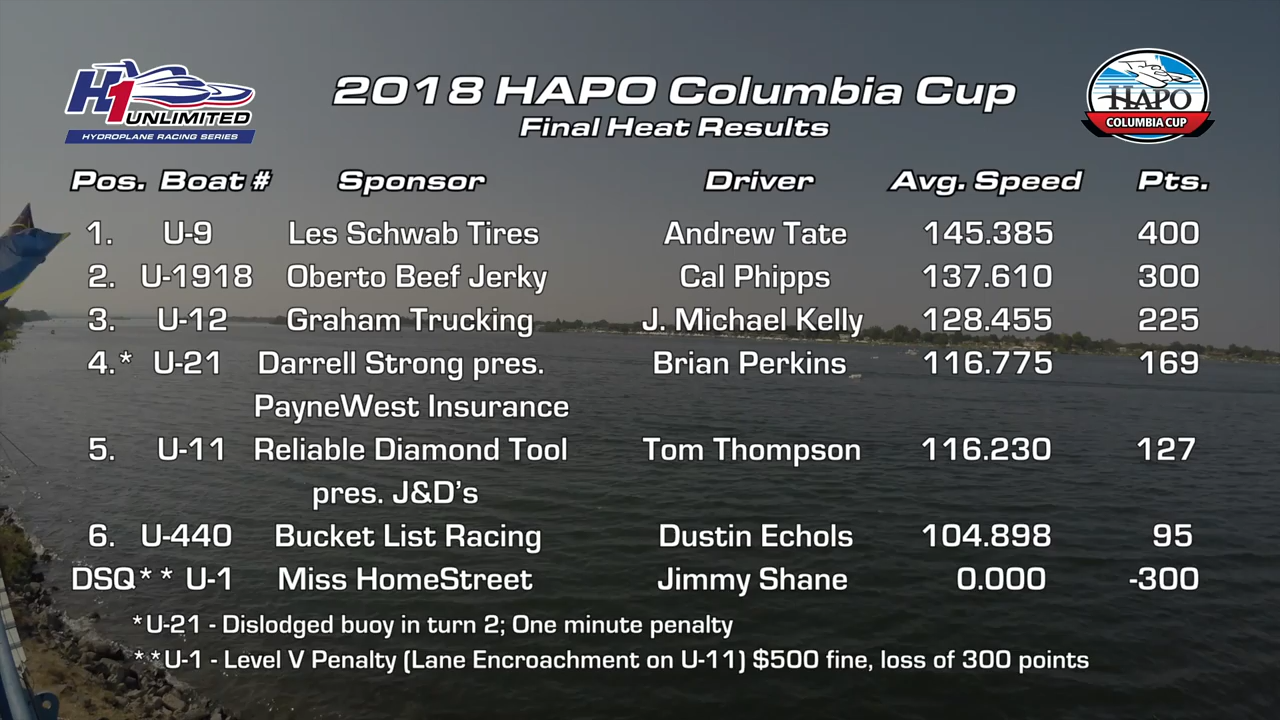 H1 UNLIMITED
HYDROPLANE RACING SERIES
2018 HAPO Columbia Cup
Final Heat Results
HAPO
COLUMBIA CUP
Pos. Boat # Sponsor Driver Avg. Speed Pts.
1. U-9 Les Schwab Tires Andrew Tate 145.385 400
2. U-1918 Oberto Beef Jerky Cal Phipps 137.610 300
3. U-12 Graham Trucking J. Michael Kelly 128.455 225
4.* U-21 Darrell Strong pres. Brian Perkins 116.775 169
PayneWest Insurance
5. U-11 Reliable Diamond Tool Tom Thompson 116.230 127
pres. J&D's
6. U-440 Bucket List Racing Dustin Echols 104.898 95
DSQ** U-1 Miss HomeStreet Jimmy Shane 0.000 -300
*U-21 - Dislodged buoy in turn 2; One minute penalty
**U-1 - Level V Penalty (Lane Encroachment on U-11) $500 fine, loss of 300 points